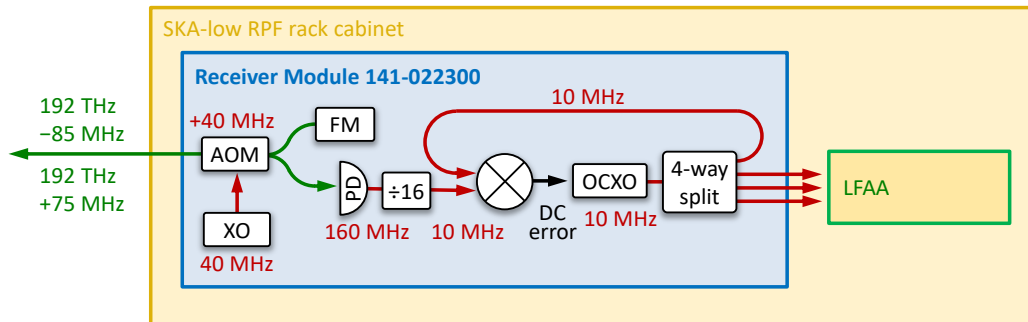 SKA-low RPF rack cabinet
Receiver Module 141-022300
192 THz
−85 MHz
192 THz
+75 MHz
+40 MHz
AOM
XO
40 MHz
FM
PD
160 MHz
÷16
10 MHz
10 MHz
DC
error
OCXO
10 MHz
4-way
split
LFAA